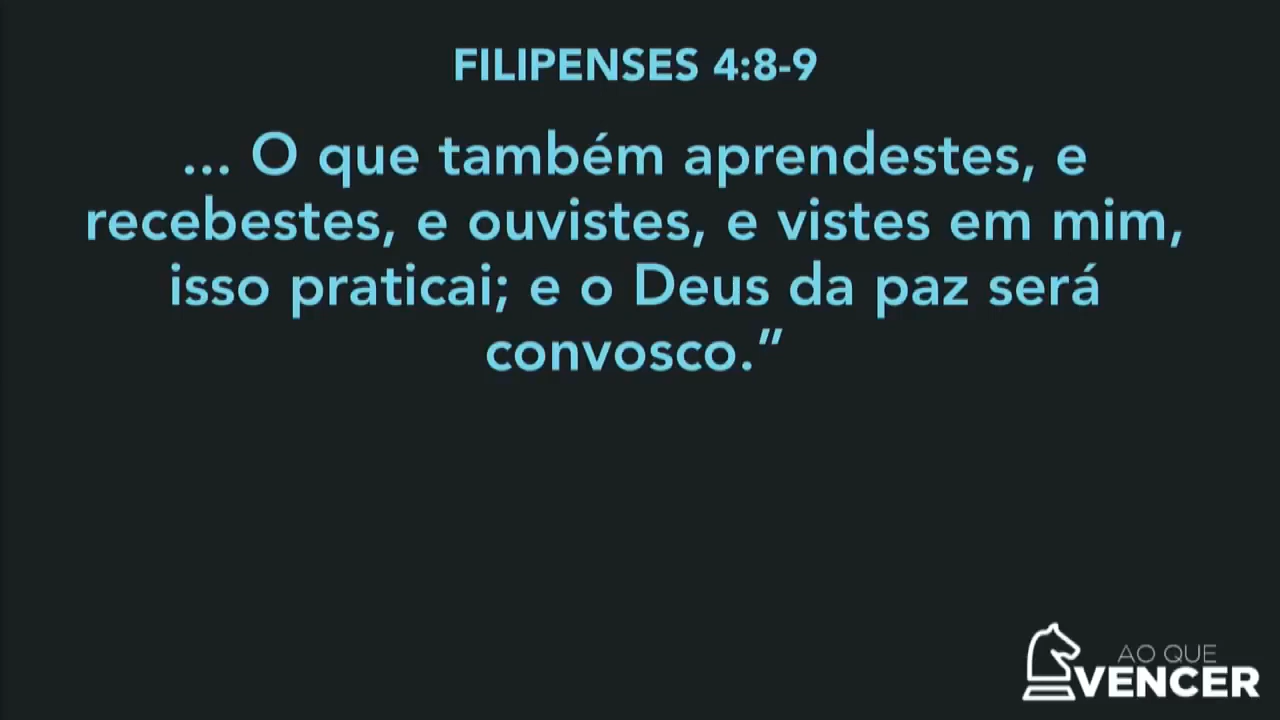 FILIPENSES 4:8-9
... O que também aprendestes, e
recebestes, e ouvistes, e vistes em mim,
isso praticai; e o Deus da paz será
convosco.”
AO QUE
VENCER